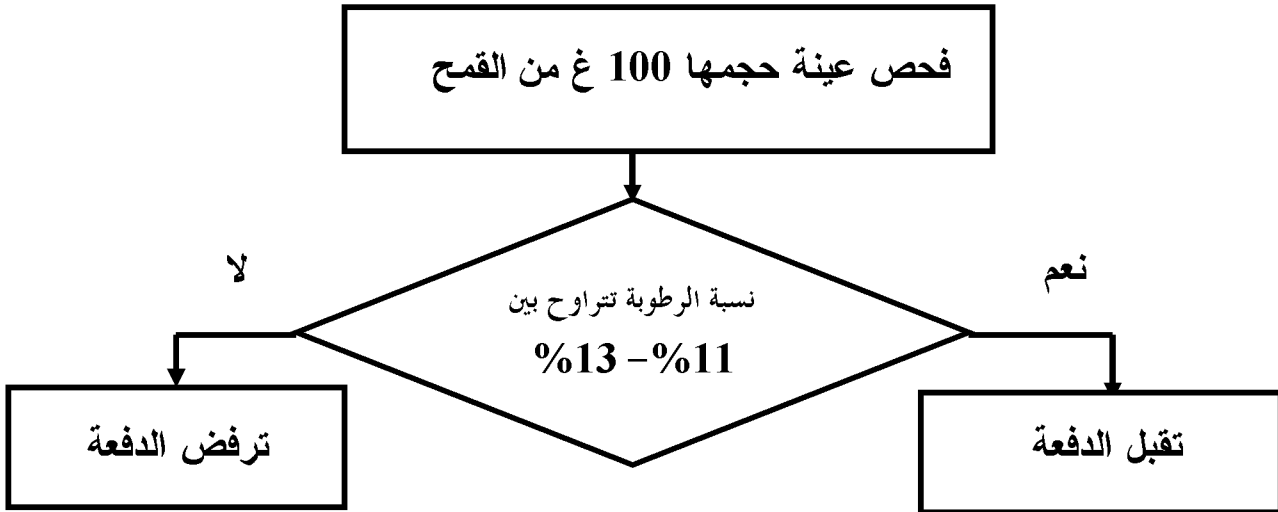 فحص عينة حجمها 100 غ من القمح
نعم
لا
نسبة الرطوبة تتراوح بين
%11 – %13
تقبل الدفعة
ترفض الدفعة